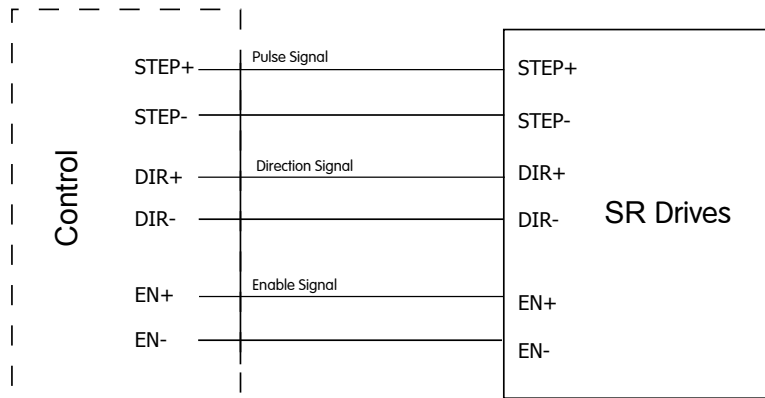 STEP+
Pulse Signal
STEP+
STEP-
STEP-
DIR+
Direction Signal
DIR+
Control
SR Drives
DIR-
DIR-
EN+
Enable Signal
EN+
EN-
EN-